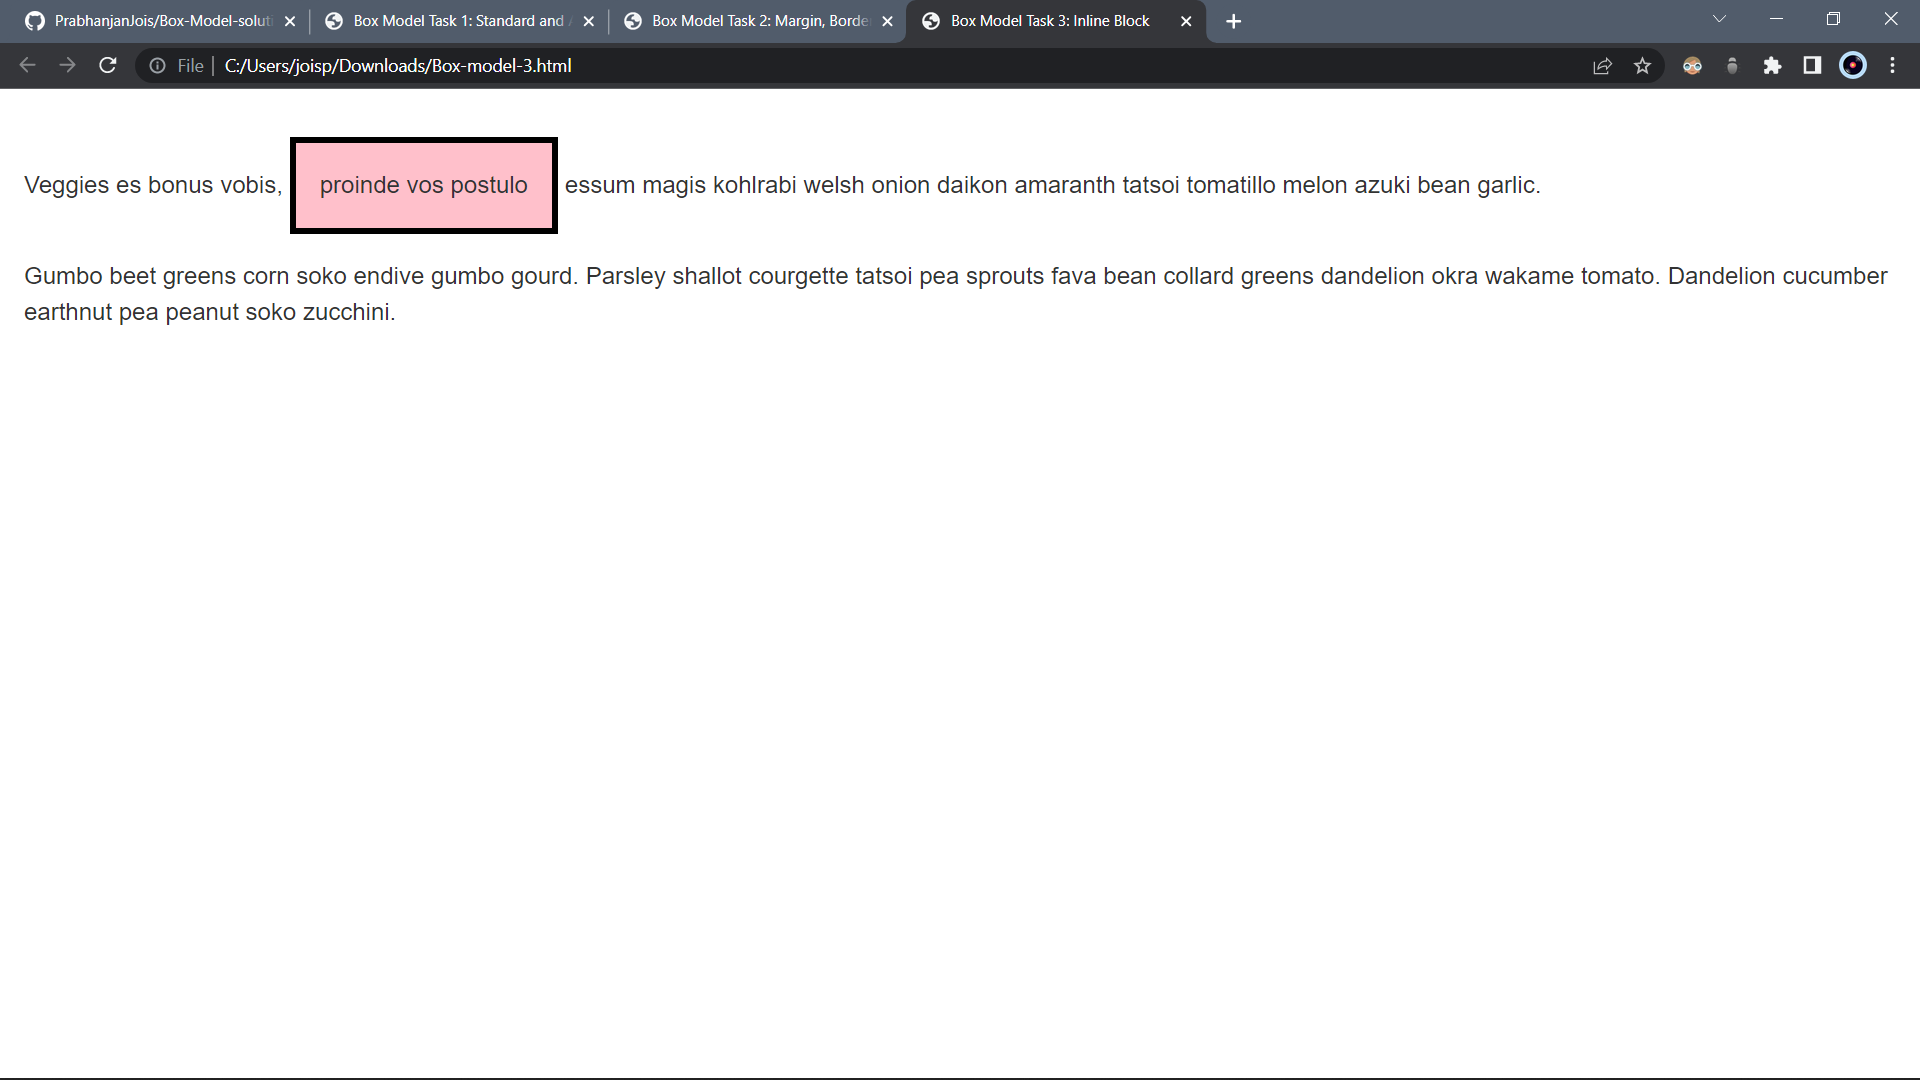 PrabhanjanJois/Box-Model-soluti
Box Model Task 1: Standard and A
Box Model Task 2: Margin, Borde
Box Model Task 3: Inline Block
File
C:/Users/joisp/Downloads/Box-model-3.html
Veggies es bonus vobis, proinde vos postulo essum magis kohlrabi welsh onion daikon amaranth tatsoi tomatillo melon azuki bean garlic.
Gumbo beet greens corn soko endive gumbo gourd. Parsley shallot courgette tatsoi pea sprouts fava bean collard greens dandelion okra wakame tomato. Dandelion cucumber
earthnut pea peanut soko zucchini.